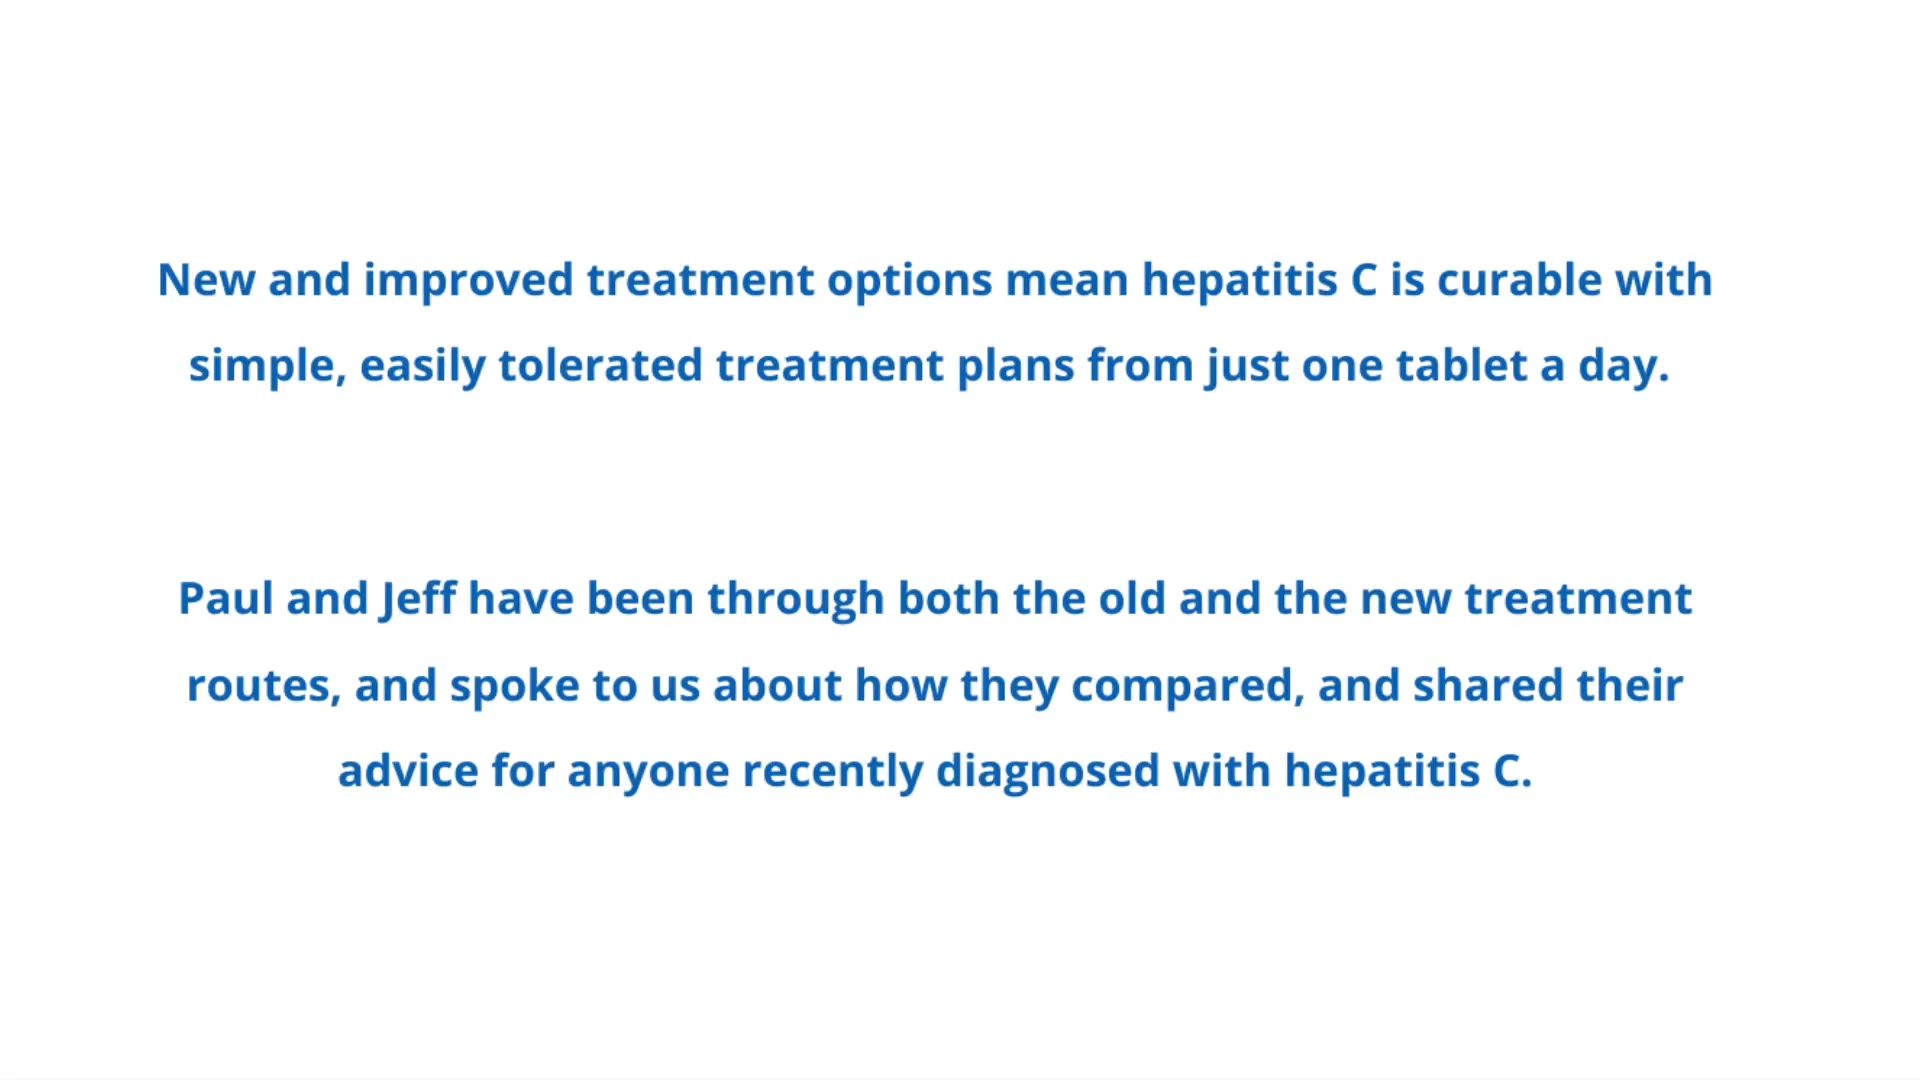 New and improved treatment options mean hepatitis C is curable with
simple, easily tolerated treatment plans from just one tablet a day.
Paul and Jeff have been through both the old and the new treatment
routes, and spoke to us about how they compared, and shared their
advice for anyone recently diagnosed with hepatitis C.